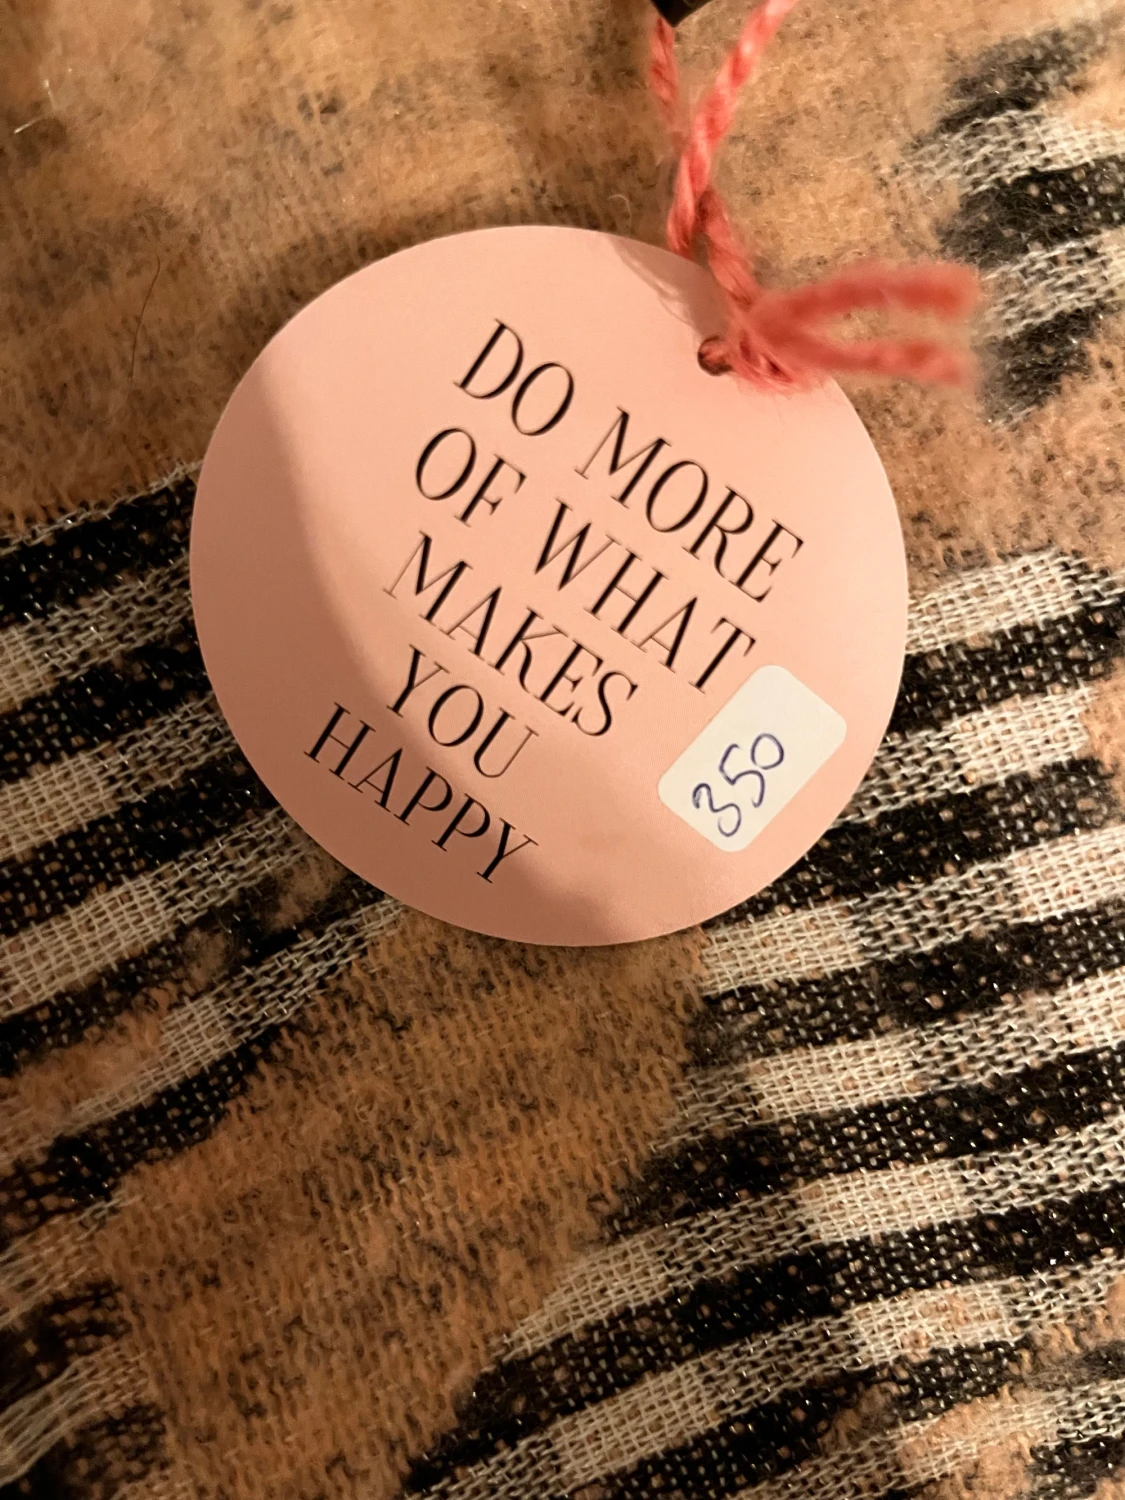 DO MORE
OF WHAT
MAKES
YOU
HAPPY
350